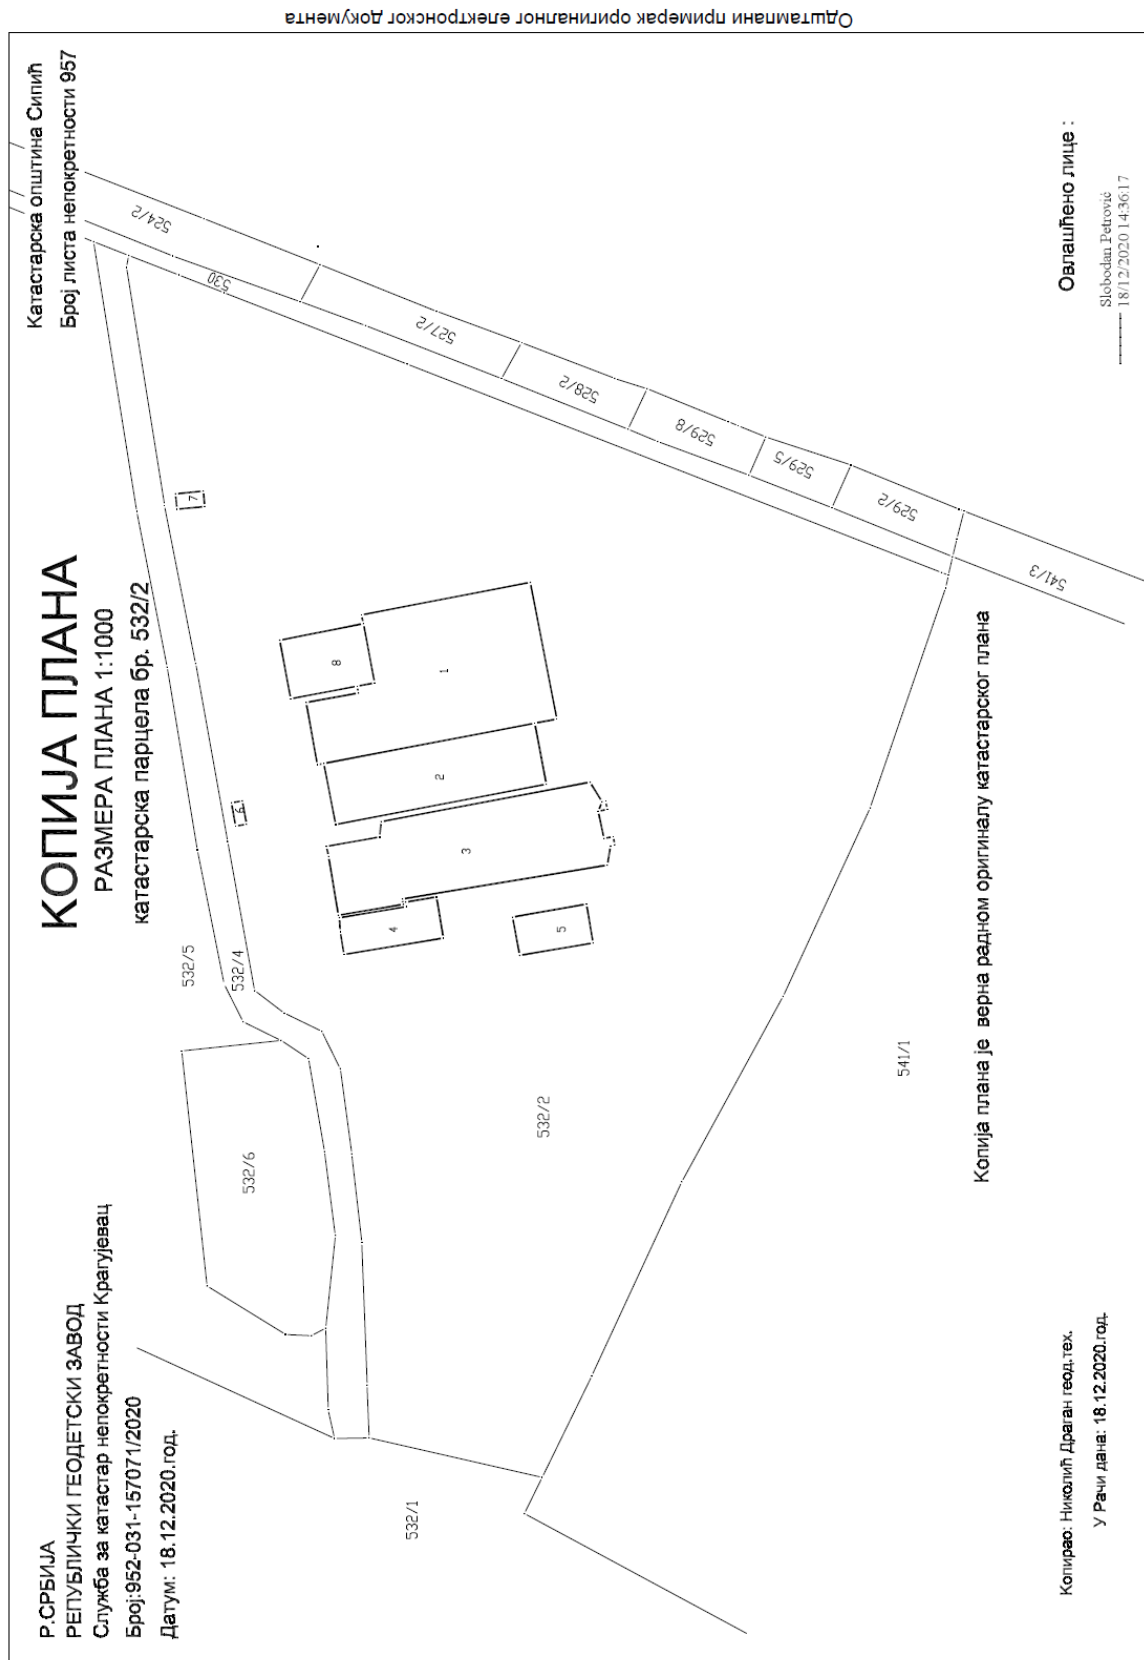 Одштампани примерак оригиналног електронског документа
Р.СРБИЈА
РЕПУБЛИЧКИ ГЕОДЕТСКИ ЗАВОД
Служба за катастар непокретности Крагујевац
Број:952-031-157071/2020
Датум: 18.12.2020.год.
КОПИЈА ПЛАНА
РАЗМЕРА ПЛАНА 1:1000
катастарска парцела бр. 532/2
Катастарска општина Сипић
Број листа непокретности 957
532/5
532/4
532/6
532/1
532/2
541/1
524/2
530
527/2
528/2
529/8
529/5
529/2
541/3
7
6
8
1
2
3
4
5
Копија плана је верна радном оригиналу катастарског плана
Копирао: Николић Драган геод.тех.
У Рачи дана: 18.12.2020.год.
Овлашћено лице :
Slobodan Petrović
18/12/2020 14:36:17